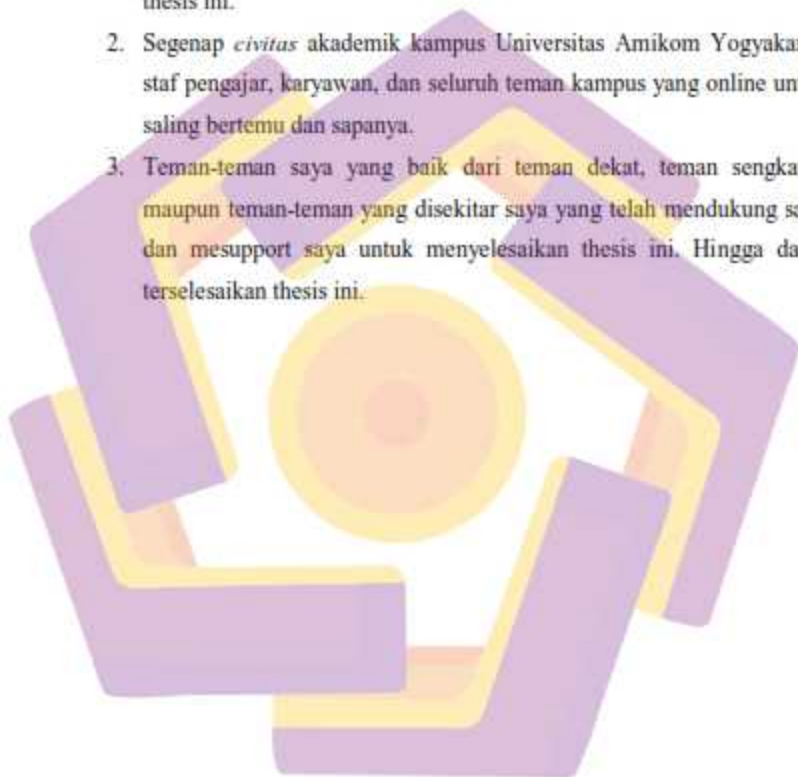 thesis ini.
2. Segenap civitas akademik kampus Universitas Amikom
staf pengajar, karyawan, dan seluruh teman kampus yang online
saling bertemu dan sapanya.
3. Teman-teman saya yang baik dari teman dekat, teman
maupun teman-teman yang disekitar saya yang telah mendukung
dan mesupport saya untuk menyelesaikan thesis ini. Hingga
terselesaikan thesis ini.